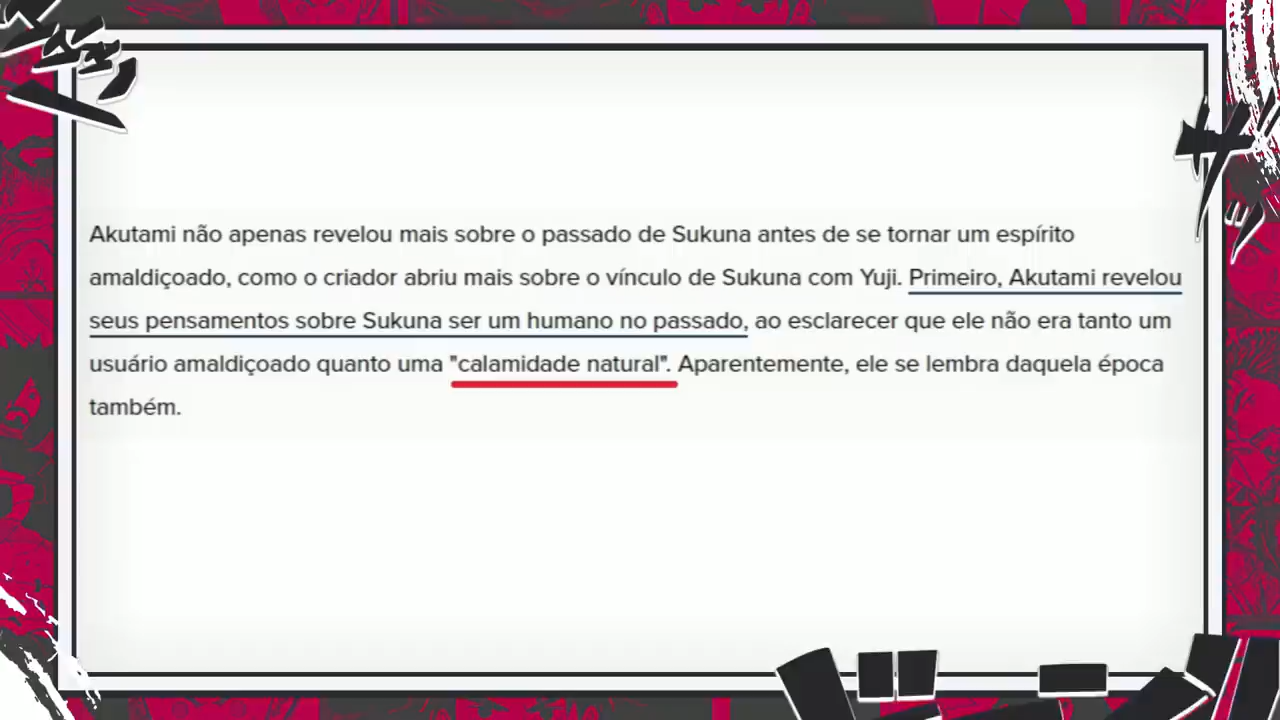 Akutami não apenas revelou mais sobre o passado de Sukuna antes de se tornar um espírito
amaldiçoado, como o criador abriu mais sobre o vínculo de Sukuna com Yuji. Primeiro, Akutami revelou
seus pensamentos sobre Sukuna ser um humano no passado, ao esclarecer que ele não era tanto um
usuário amaldiçoado quanto uma "calamidade natural". Aparentemente, ele se lembra daquela época
também.